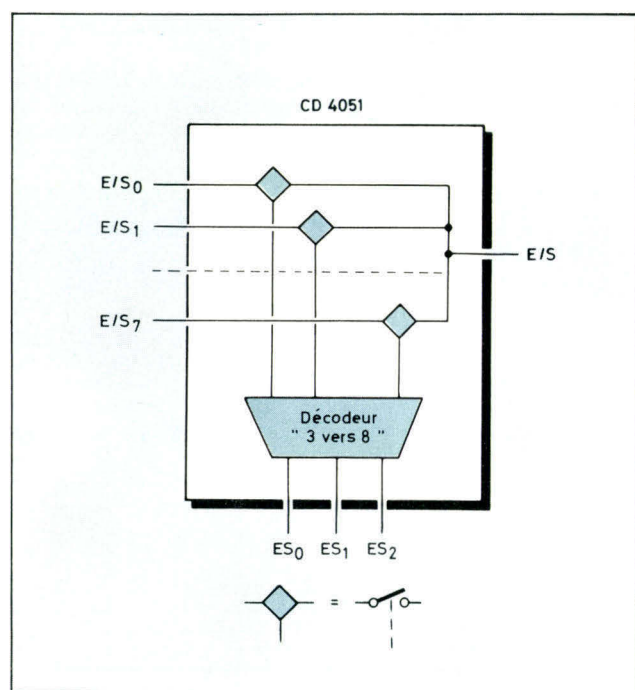 CD 4051
E/S₀
E/S₁
E/S
E/S₇
Décodeur
" 3 vers 8 "
ES₀ ES₁ ES₂
=